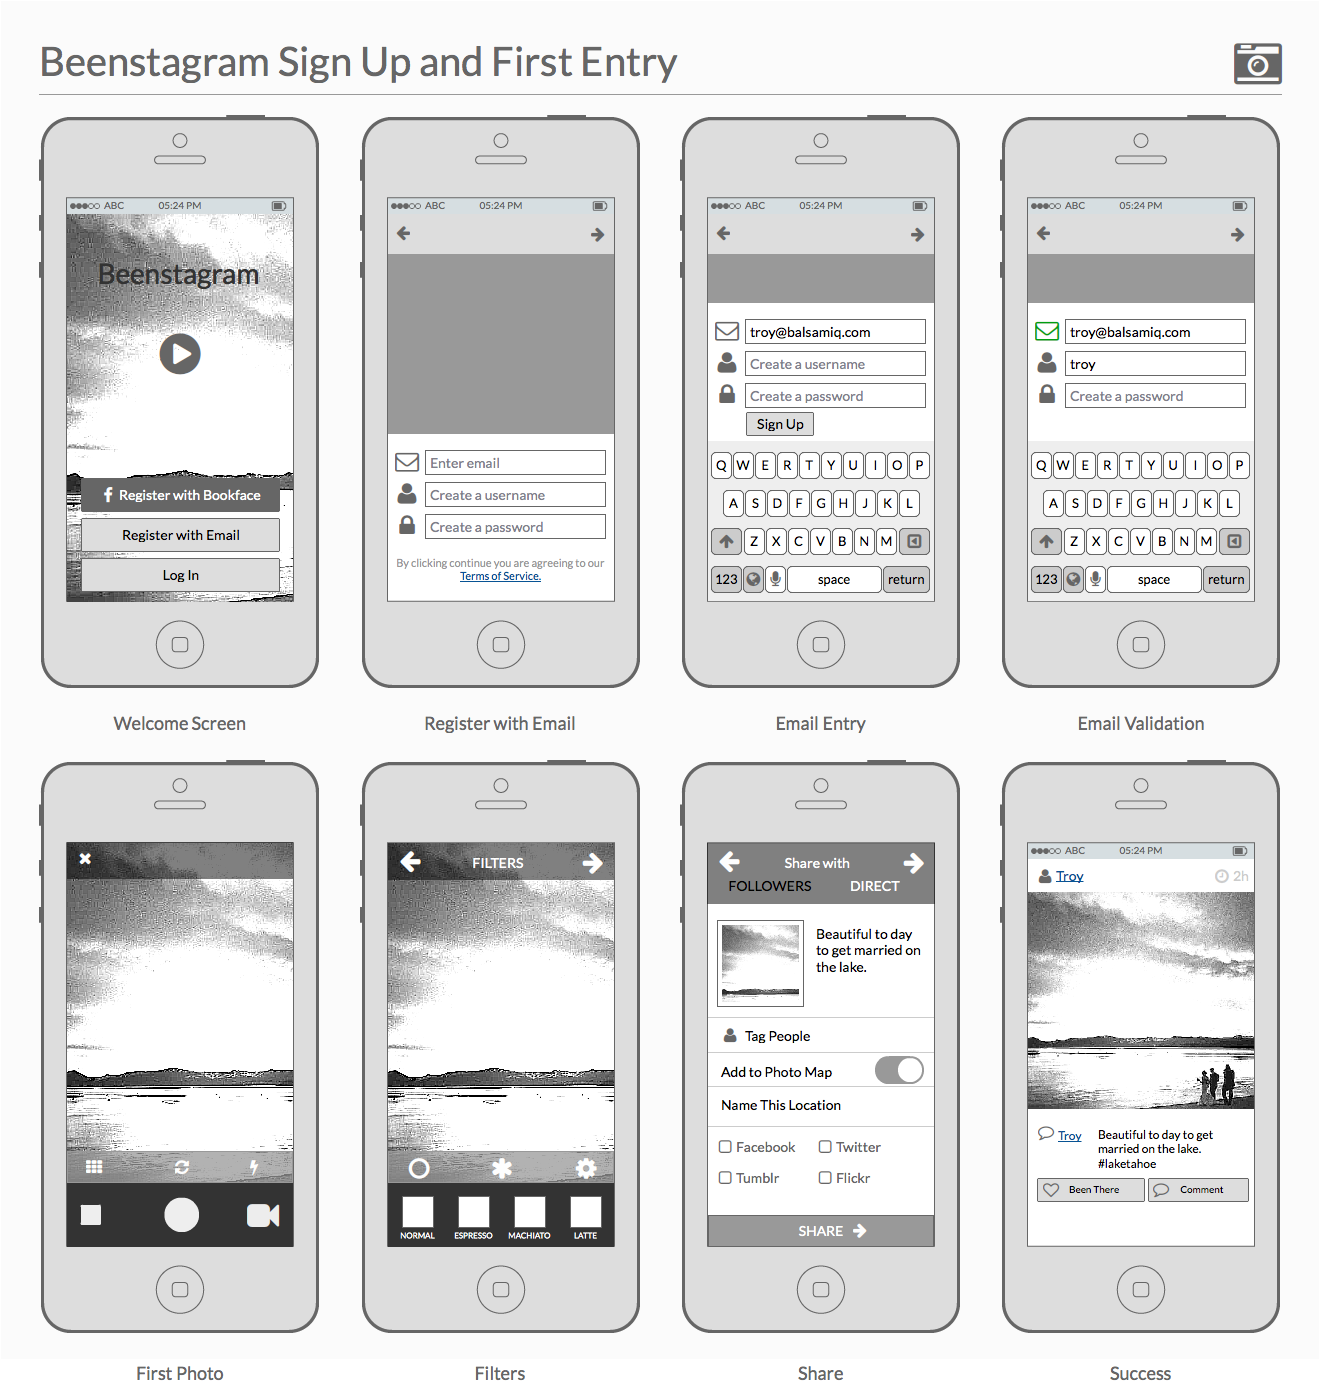 Beenstagram Sign Up and First Entry
ABC 05:24 PM
Beenstagram
Register with Bookface
Register with Email
Log In
Welcome Screen
ABC 05:24 PM
Enter email
Create a username
Create a password
By clicking continue you are agreeing to our
Terms of Service.
Register with Email
ABC 05:24 PM
troy@balsamiq.com
Create a username
Create a password
Sign Up
Q W E R T Y U I O P
A S D F G H J K L
Z X C V B N M
123 space return
Email Entry
ABC 05:24 PM
troy@balsamiq.com
troy
Create a password
Q W E R T Y U I O P
A S D F G H J K L
Z X C V B N M
123 space return
Email Validation
First Photo
FILTERS
NORMAL ESPRESSO MACHIATO LATTE
Filters
Share with
FOLLOWERS DIRECT
Beautiful to day
to get married on
the lake.
Tag People
Add to Photo Map
Name This Location
Facebook Twitter
Tumblr Flickr
SHARE
Share
ABC 05:24 PM
Troy 2h
Troy Beautiful to day to get
married on the lake.
#laketahoe
Been There Comment
Success